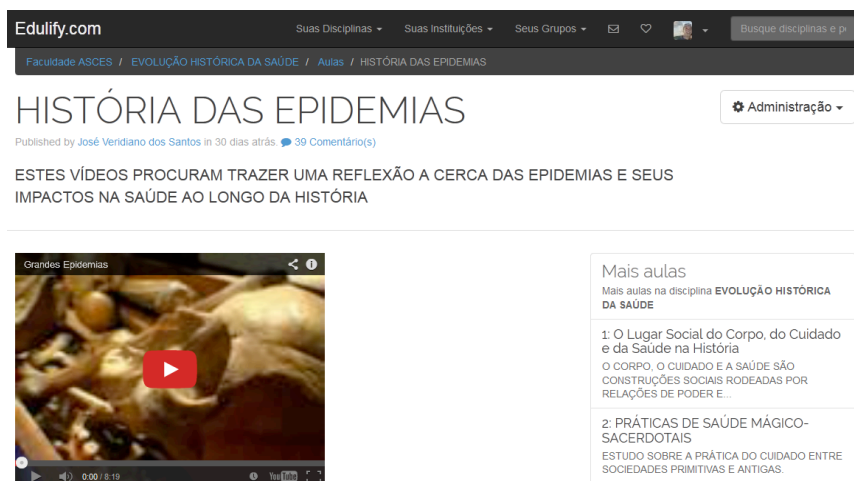 Edulify.com
Suas Disciplinas
Suas Instituições
Seus Grupos
Busque disciplinas e
Faculdade ASCES / EVOLUÇÃO HISTÓRICA DA SAÚDE / Aulas / HISTÓRIA DAS EPIDEMIAS
HISTÓRIA DAS EPIDEMIAS
Administração
Published by José Veridiano dos Santos in 30 dias atrás. 39 Comentário(s)
ESTES VÍDEOS PROCURAM TRAZER UMA REFLEXÃO A CERCA DAS EPIDEMIAS E SEUS
IMPACTOS NA SAÚDE AO LONGO DA HISTÓRIA
Grandes Epidemias
0:00 / 8:19
YouTube
Mais aulas
Mais aulas na disciplina EVOLUÇÃO HISTÓRICA
DA SAÚDE
1: O Lugar Social do Corpo, do Cuidado
e da Saúde na História
O CORPO, O CUIDADO E A SAÚDE SÃO
CONSTRUÇÕES SOCIAIS RODEADAS POR
RELAÇÕES DE PODER E...
2: PRÁTICAS DE SAÚDE MÁGICO-
SACERDOTAIS
ESTUDO SOBRE A PRÁTICA DO CUIDADO ENTRE
SOCIEDADES PRIMITIVAS E ANTIGAS.